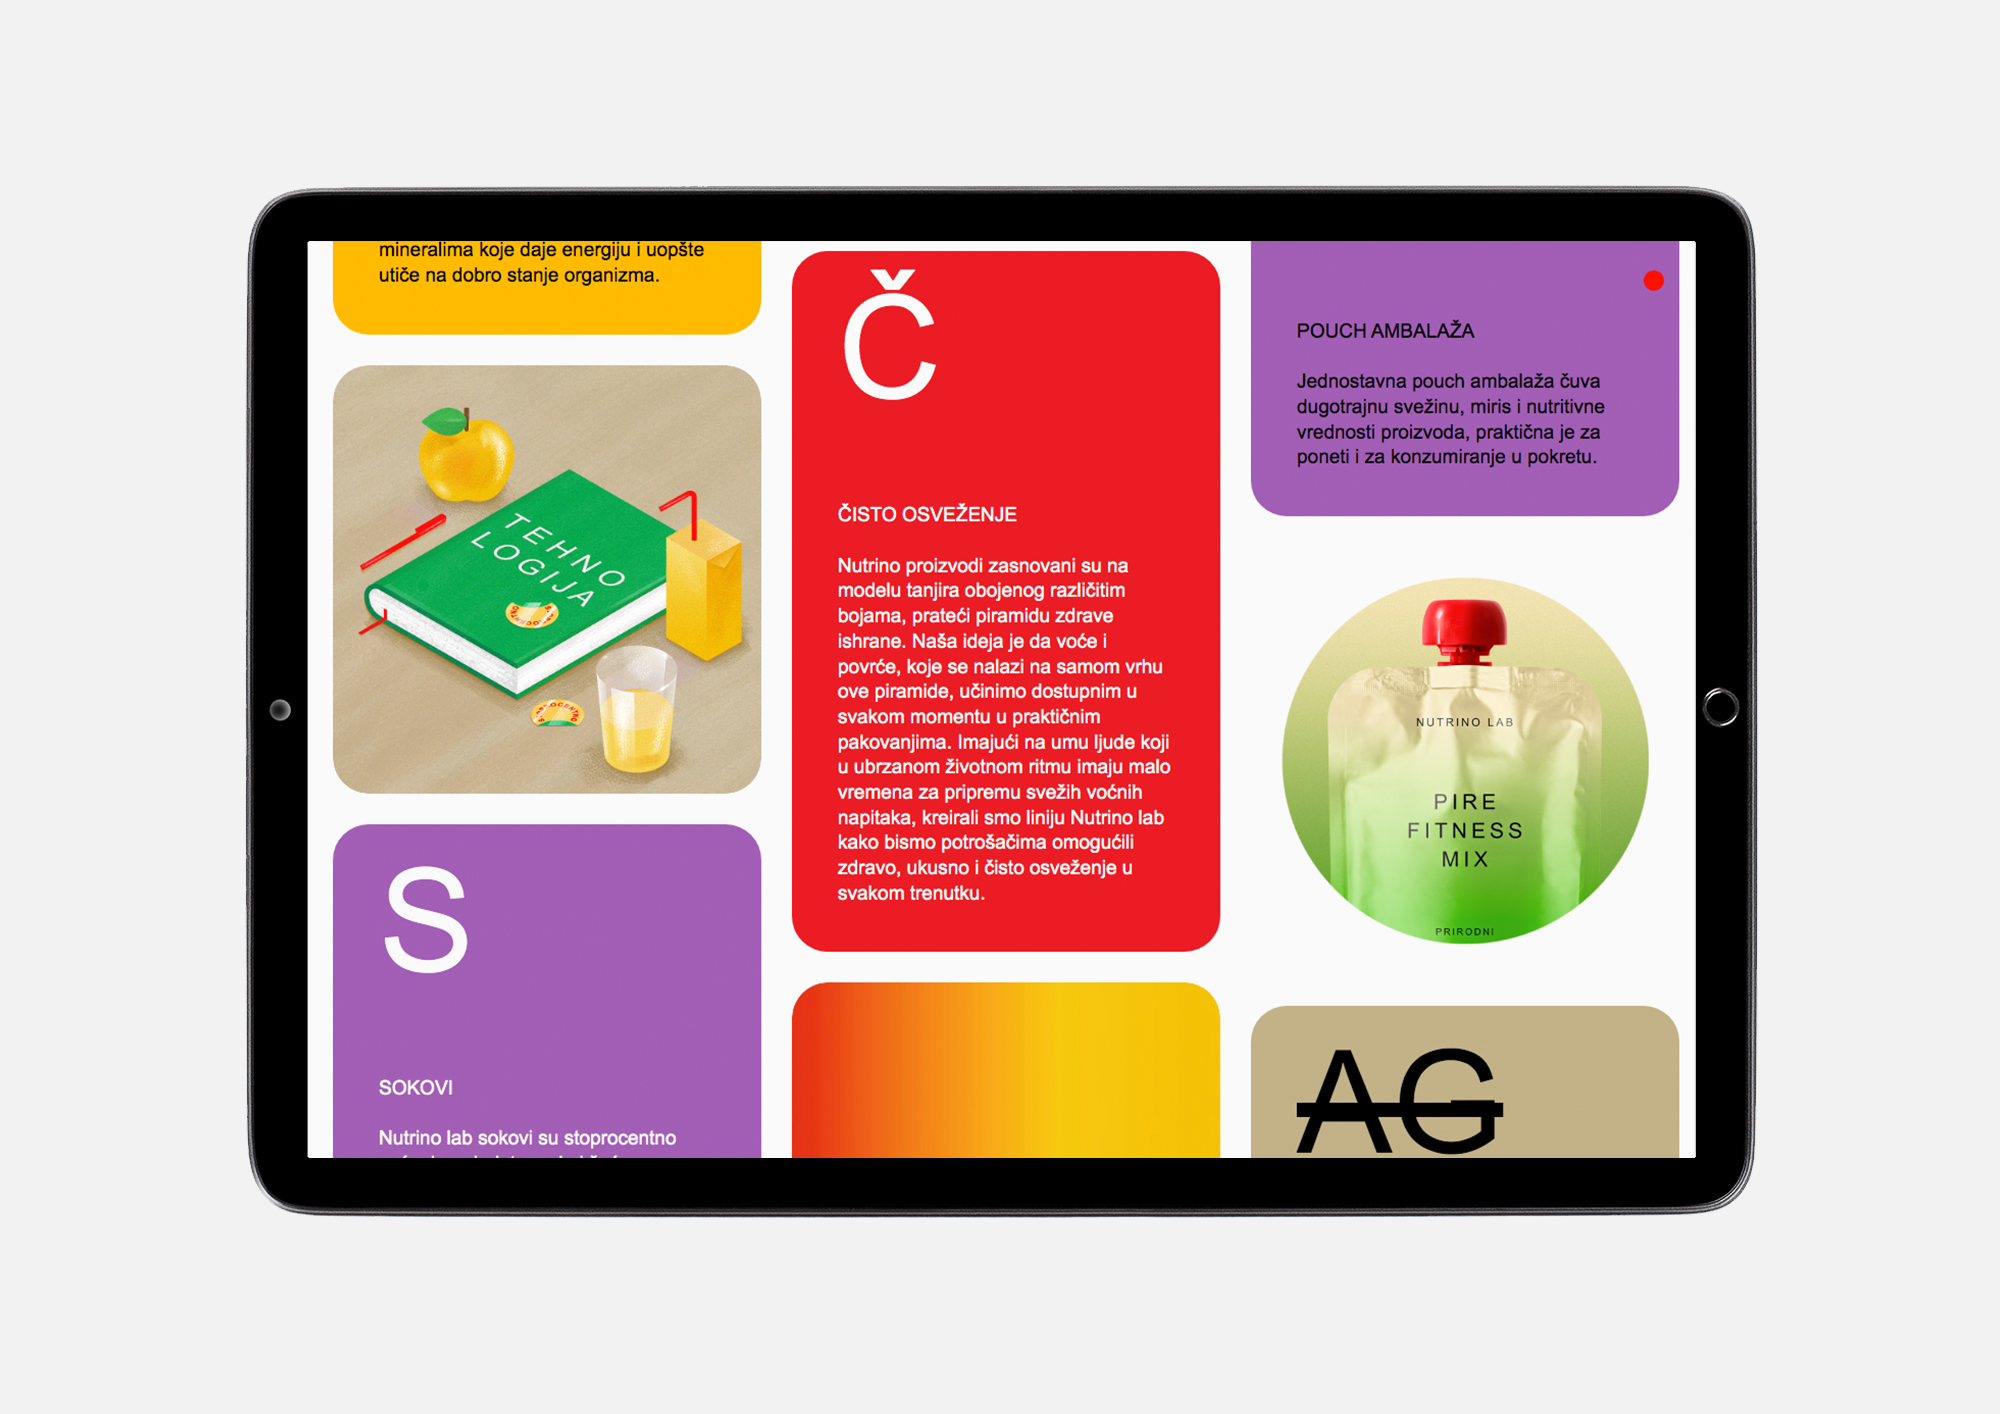 mineralima koje daje energiju i uopšte
utiče na dobro stanje organizma.
TEHNO
LOGIJA
S
SOKOVI
Nutrino lab sokovi su stoprocentno
Č
ČISTO OSVEŽENJE
Nutrino proizvodi zasnovani su na
modelu tanjira obojenog različitim
bojama, prateći piramidu zdrave
ishrane. Naša ideja je da voće i
povrće, koje se nalazi na samom vrhu
ove piramide, učinimo dostupnim u
svakom momentu u praktičnim
pakovanjima. Imajući na umu ljude koji
u ubrzanom životnom ritmu imaju malo
vremena za pripremu svežih voćnih
napitaka, kreirali smo liniju Nutrino lab
kako bismo potrošačima omogućili
zdravo, ukusno i čisto osveženje u
svakom trenutku.
POUCH AMBALAŽA
Jednostavna pouch ambalaža čuva
dugotrajnu svežinu, miris i nutritivne
vrednosti proizvoda, praktična je za
poneti i za konzumiranje u pokretu.
NUTRINO LAB
PIRE
FITNESS
MIX
PRIRODNI
AG